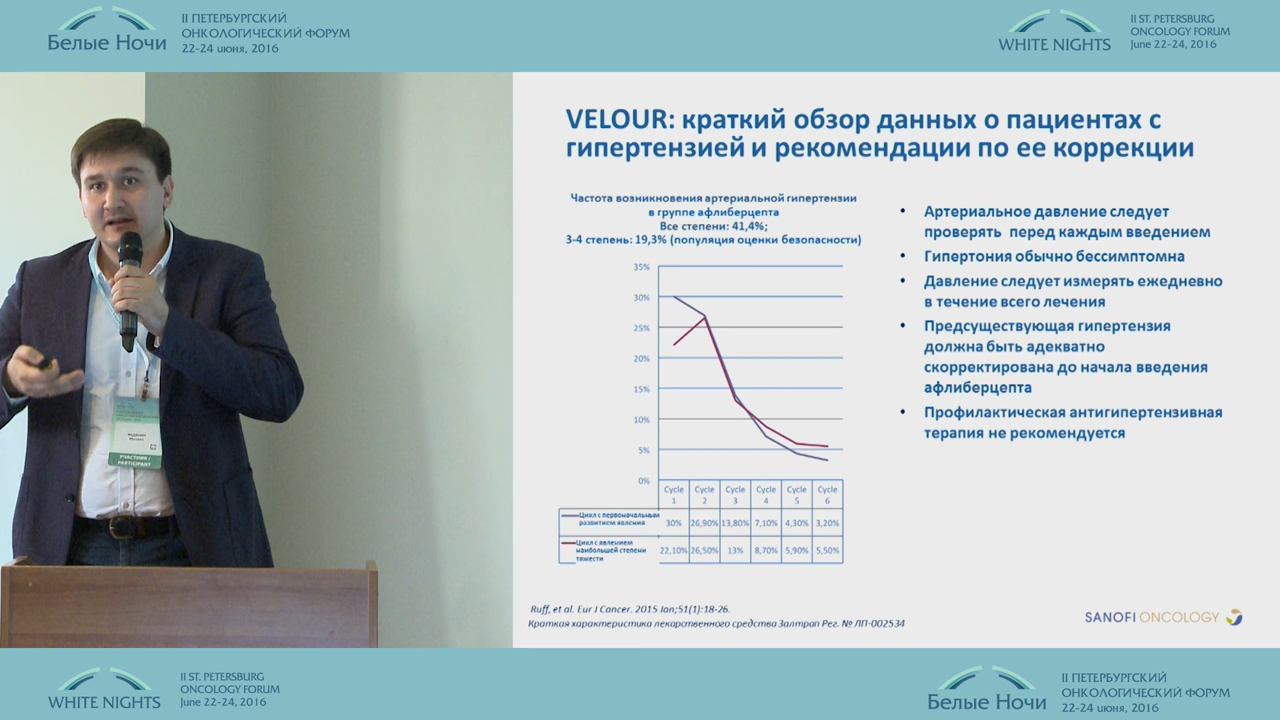 Белые Ночи
II ПЕТЕРБУРГСКИЙ
ОНКОЛОГИЧЕСКИЙ ФОРУМ
22-24 июня, 2016
WHITE NIGHTS
II ST. PETERSBURG
ONCOLOGY FORUM
June 22-24, 2016
VELOUR: краткий обзор данных о пациентах с
гипертензией и рекомендации по ее коррекции
Частота возникновения артериальной гипертензии
в группе афлиберцепта
Все степени: 41,4%;
3-4 степень: 19,3% (популяция оценки безопасности)
35%
30%
25%
20%
15%
10%
5%
0%
Cycle 1 Cycle 2 Cycle 3 Cycle 4 Cycle 5 Cycle 6
Цикл с первоначальным
развитием явления
30% 26,90% 13,80% 7,10% 4,30% 3,20%
Цикл с явлением
наибольшей степени
тяжести
22,10% 26,50% 13% 8,70% 5,90% 5,50%
• Артериальное давление следует
проверять перед каждым введением
• Гипертония обычно бессимптомна
• Давление следует измерять ежедневно
в течение всего лечения
• Предсуществующая гипертензия
должна быть адекватно
скорректирована до начала введения
афлиберцепта
• Профилактическая антигипертензивная
терапия не рекомендуется
Ruff, et al. Eur J Cancer. 2015 Jan;51(1):18-26.
Краткая характеристика лекарственного средства Залтрап Рег. № ЛП-002534
SANOFI ONCOLOGY
УЧАСТНИК /
PARTICIPANT
WHITE NIGHTS
II ST. PETERSBURG
ONCOLOGY FORUM
June 22-24, 2016
Белые Ночи
II ПЕТЕРБУРГСКИЙ
ОНКОЛОГИЧЕСКИЙ ФОРУМ
22-24 июня, 2016